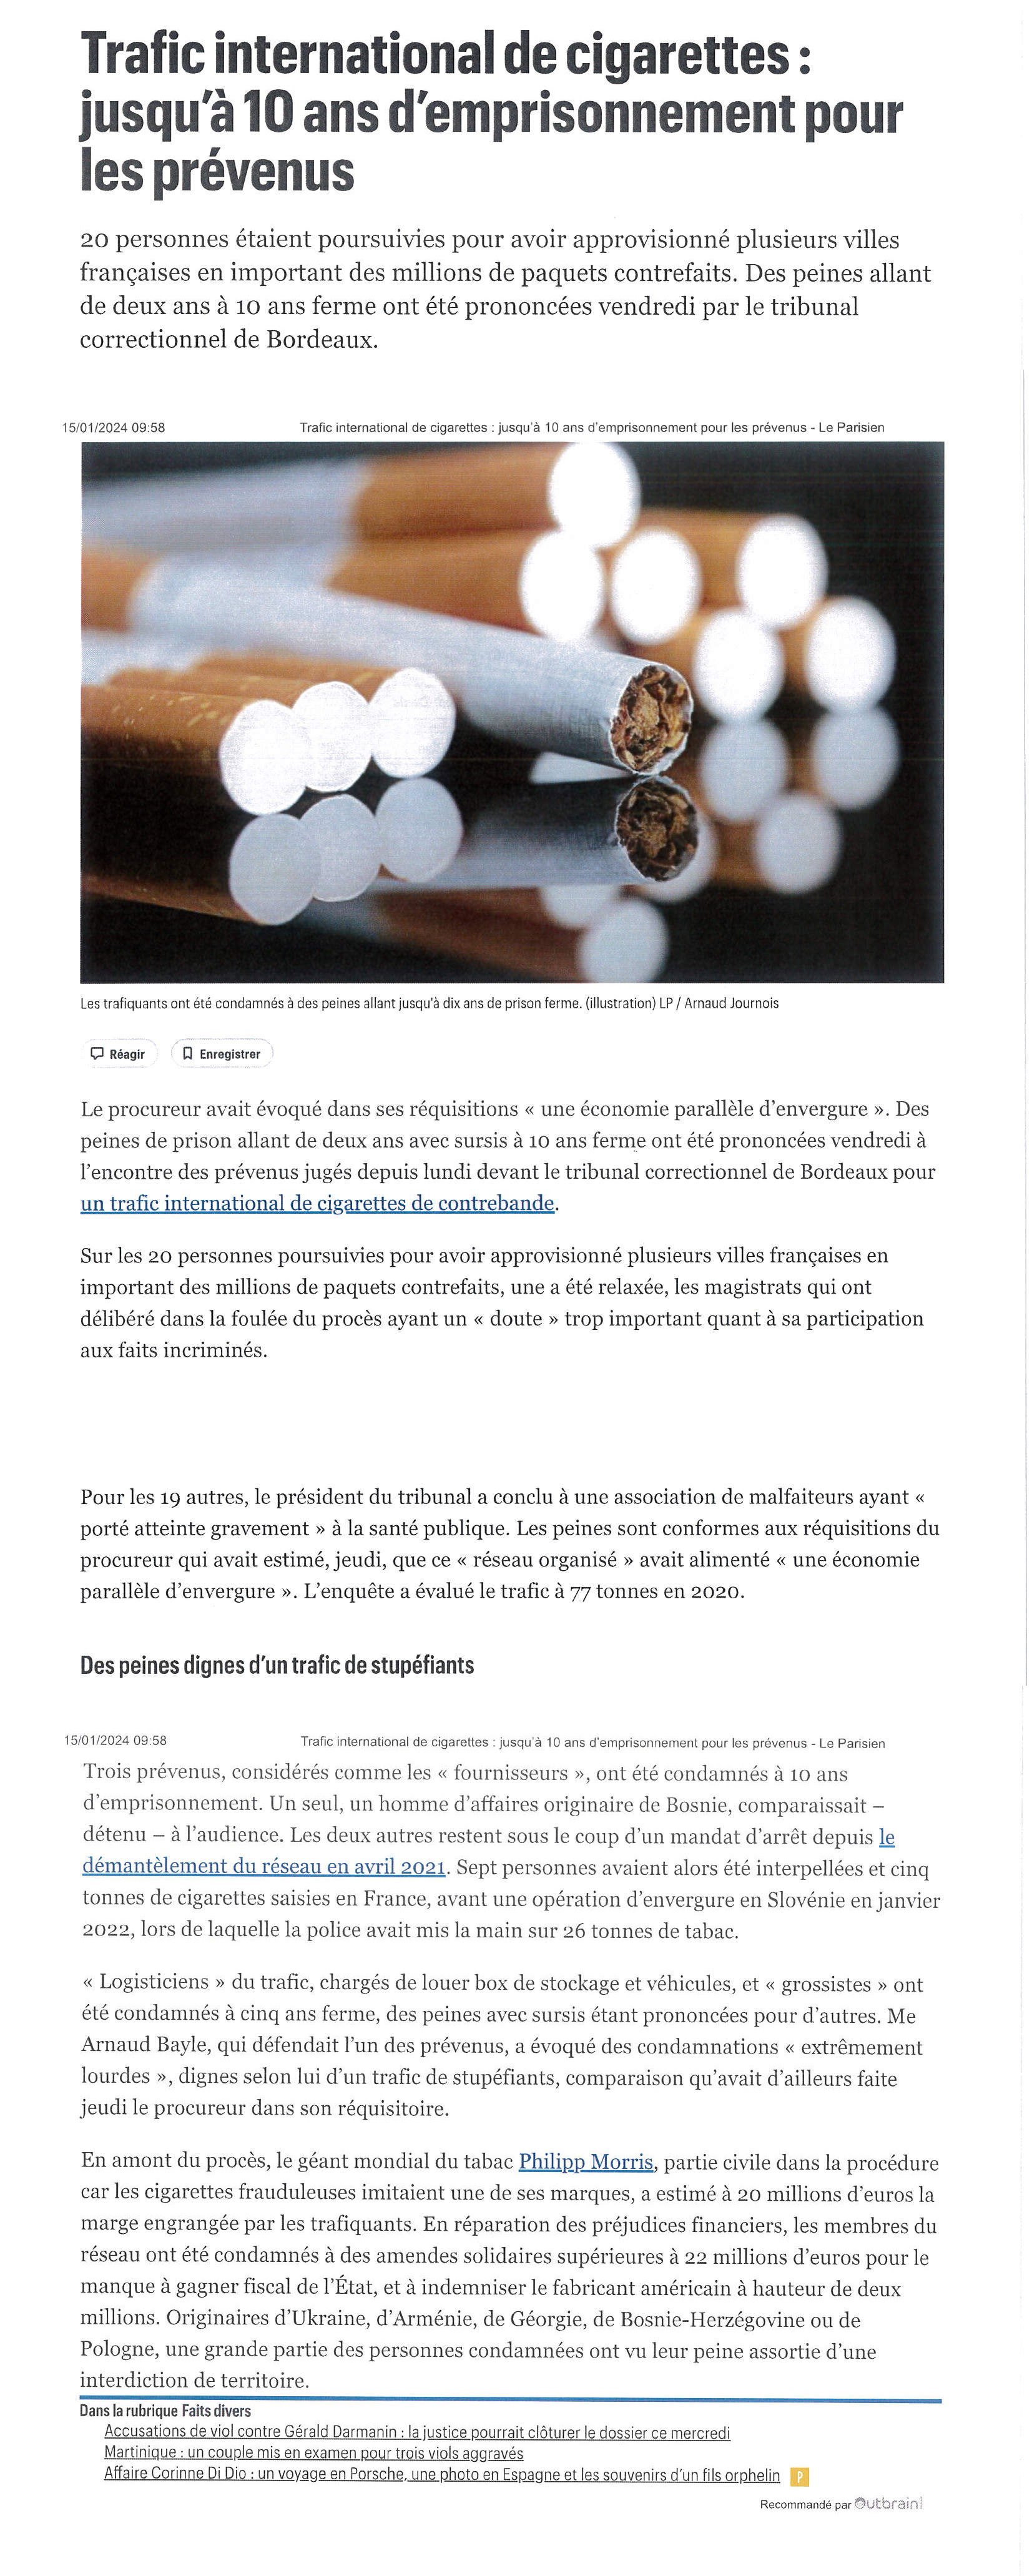 Trafic international de cigarettes :
jusqu'à 10 ans d'emprisonnement pour
les prévenus
20 personnes étaient poursuivies pour avoir approvisionné plusieurs villes
françaises en important des millions de paquets contrefaits. Des peines allant
de deux ans à 10 ans ferme ont été prononcées vendredi par le tribunal
correctionnel de Bordeaux.
15/01/2024 09:58 Trafic international de cigarettes : jusqu'à 10 ans d'emprisonnement pour les prévenus - Le Parisien
Les trafiquants ont été condamnés à des peines allant jusqu'à dix ans de prison ferme. (illustration) LP / Arnaud Journois
Réagir Enregistrer
Le procureur avait évoqué dans ses réquisitions « une économie parallèle d'envergure ». Des
peines de prison allant de deux ans avec sursis à 10 ans ferme ont été prononcées vendredi à
l'encontre des prévenus jugés depuis lundi devant le tribunal correctionnel de Bordeaux pour
un trafic international de cigarettes de contrebande.
Sur les 20 personnes poursuivies pour avoir approvisionné plusieurs villes françaises en
important des millions de paquets contrefaits, une a été relaxée, les magistrats qui ont
délibéré dans la foulée du procès ayant un « doute » trop important quant à sa participation
aux faits incriminés.
Pour les 19 autres, le président du tribunal a conclu à une association de malfaiteurs ayant «
porté atteinte gravement » à la santé publique. Les peines sont conformes aux réquisitions du
procureur qui avait estimé, jeudi, que ce « réseau organisé » avait alimenté « une économie
parallèle d'envergure ». L'enquête a évalué le trafic à 77 tonnes en 2020.
Des peines dignes d'un trafic de stupéfiants
15/01/2024 09:58 Trafic international de cigarettes : jusqu'à 10 ans d'emprisonnement pour les prévenus - Le Parisien
Trois prévenus, considérés comme les « fournisseurs », ont été condamnés à 10 ans
d'emprisonnement. Un seul, un homme d'affaires originaire de Bosnie, comparaissait –
détenu – à l'audience. Les deux autres restent sous le coup d'un mandat d'arrêt depuis le
démantèlement du réseau en avril 2021. Sept personnes avaient alors été interpellées et cinq
tonnes de cigarettes saisies en France, avant une opération d'envergure en Slovénie en janvier
2022, lors de laquelle la police avait mis la main sur 26 tonnes de tabac.
« Logisticiens » du trafic, chargés de louer box de stockage et véhicules, et « grossistes » ont
été condamnés à cinq ans ferme, des peines avec sursis étant prononcées pour d'autres. Me
Arnaud Bayle, qui défendait l'un des prévenus, a évoqué des condamnations « extrêmement
lourdes », dignes selon lui d'un trafic de stupéfiants, comparaison qu'avait d'ailleurs faite
jeudi le procureur dans son réquisitoire.
En amont du procès, le géant mondial du tabac Philipp Morris, partie civile dans la procédure
car les cigarettes frauduleuses imitaient une de ses marques, a estimé à 20 millions d'euros la
marge engrangée par les trafiquants. En réparation des préjudices financiers, les membres du
réseau ont été condamnés à des amendes solidaires supérieures à 22 millions d'euros pour le
manque à gagner fiscal de l'État, et à indemniser le fabricant américain à hauteur de deux
millions. Originaires d'Ukraine, d'Arménie, de Géorgie, de Bosnie-Herzégovine ou de
Pologne, une grande partie des personnes condamnées ont vu leur peine assortie d'une
interdiction de territoire.
Dans la rubrique Faits divers
Accusations de viol contre Gérald Darmanin : la justice pourrait clôturer le dossier ce mercredi
Martinique : un couple mis en examen pour trois viols aggravés
Affaire Corinne Di Dio : un voyage en Porsche, une photo en Espagne et les souvenirs d'un fils orphelin P
Recommandé par Outbrain